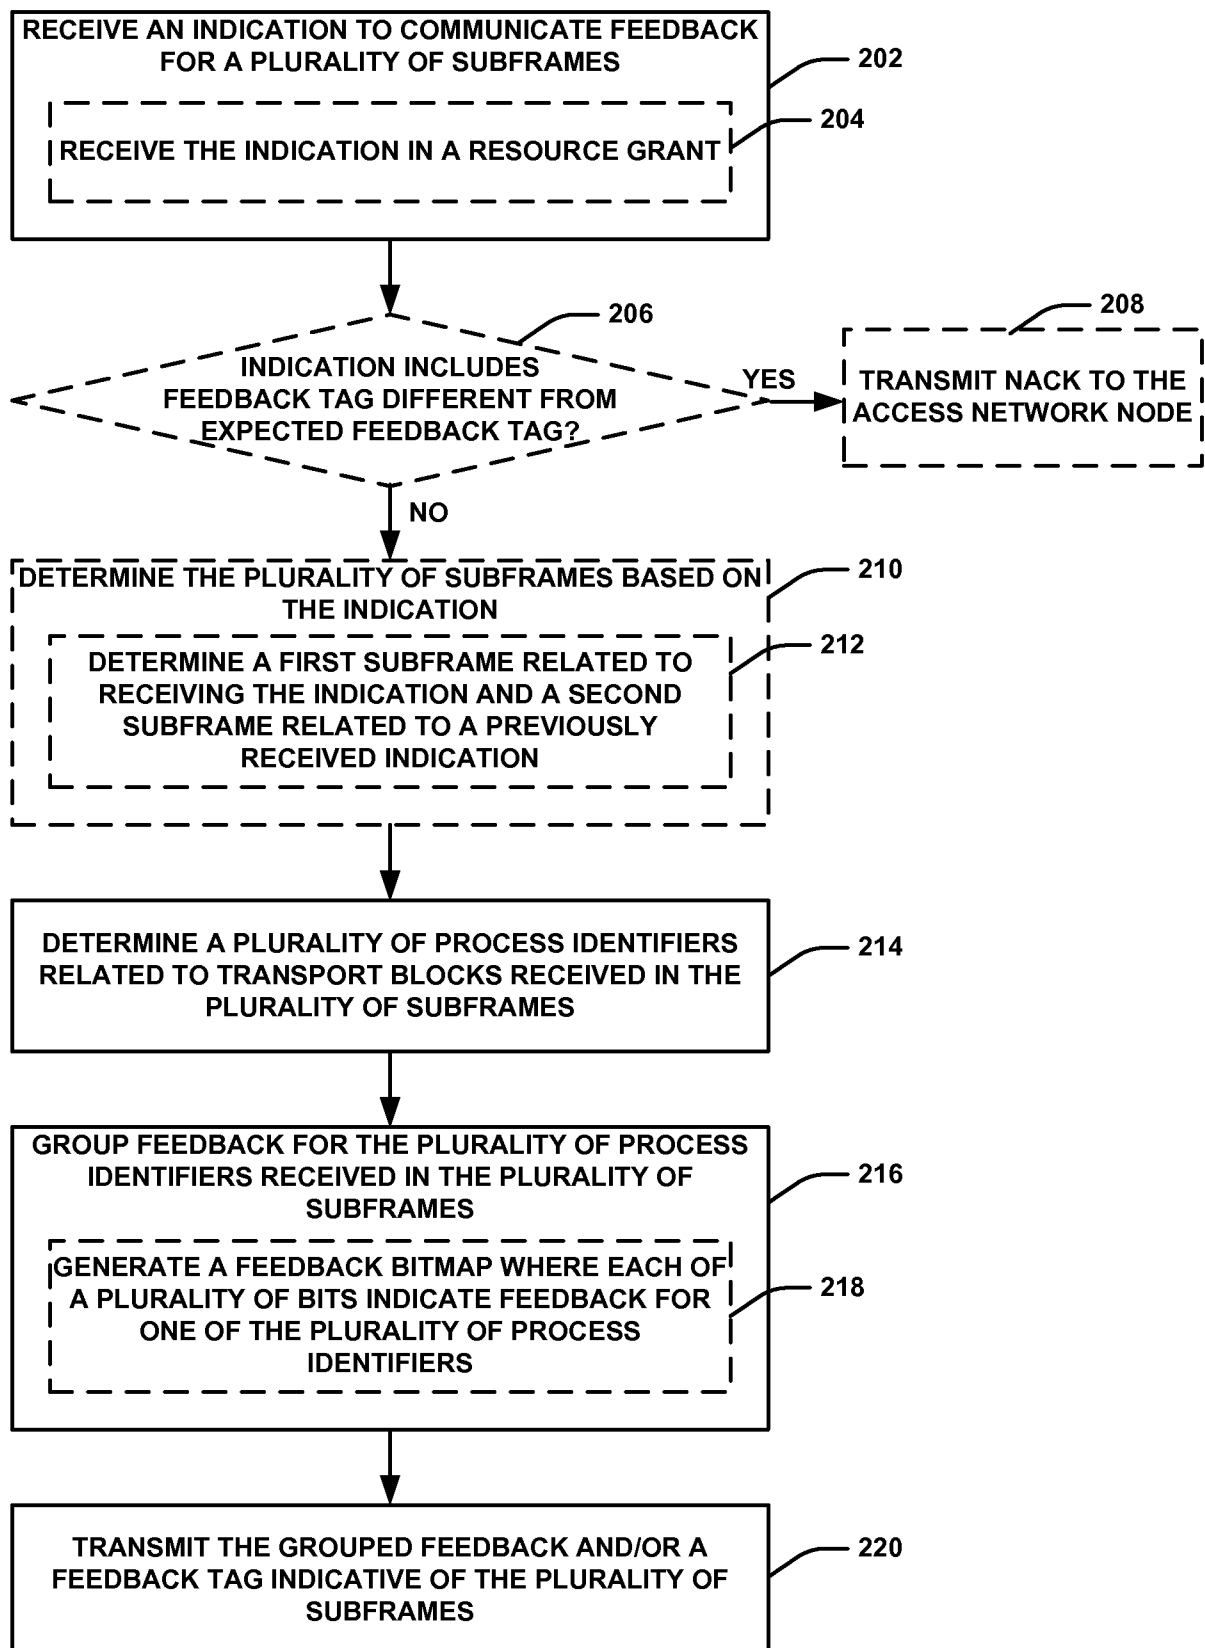 RECEIVE AN INDICATION TO COMMUNICATE FEEDBACK
FOR A PLURALITY OF SUBFRAMES
202
204
RECEIVE THE INDICATION IN A RESOURCE GRANT
206
208
INDICATION INCLUDES
FEEDBACK TAG DIFFERENT FROM
EXPECTED FEEDBACK TAG?
YES
TRANSMIT NACK TO THE
ACCESS NETWORK NODE
NO
DETERMINE THE PLURALITY OF SUBFRAMES BASED ON
THE INDICATION
210
212
DETERMINE A FIRST SUBFRAME RELATED TO
RECEIVING THE INDICATION AND A SECOND
SUBFRAME RELATED TO A PREVIOUSLY
RECEIVED INDICATION
DETERMINE A PLURALITY OF PROCESS IDENTIFIERS
RELATED TO TRANSPORT BLOCKS RECEIVED IN THE
PLURALITY OF SUBFRAMES
214
GROUP FEEDBACK FOR THE PLURALITY OF PROCESS
IDENTIFIERS RECEIVED IN THE PLURALITY OF
SUBFRAMES
216
GENERATE A FEEDBACK BITMAP WHERE EACH OF
A PLURALITY OF BITS INDICATE FEEDBACK FOR
ONE OF THE PLURALITY OF PROCESS
IDENTIFIERS
218
TRANSMIT THE GROUPED FEEDBACK AND/OR A
FEEDBACK TAG INDICATIVE OF THE PLURALITY OF
SUBFRAMES
220